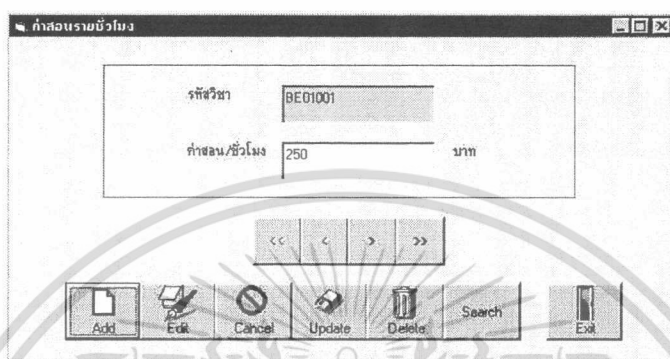 ค่าสอนรายชั่วโมง
รหัสวิชา BE01001
ค่าสอน/ชั่วโมง 250 บาท
<< < > >>
Add Edit Cancel Update Delete Search Exit